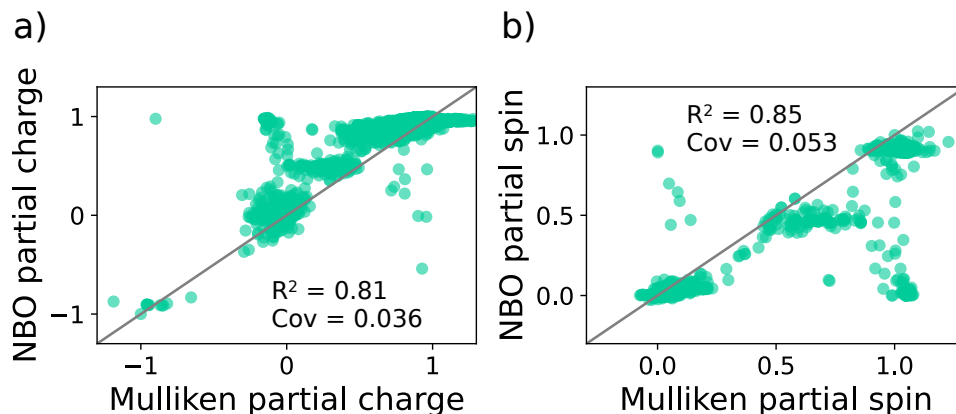 a)
NBO partial charge
1
0
−1
R² = 0.81
Cov = 0.036
−1
0
1
Mulliken partial charge
b)
NBO partial spin
1.0
0.5
0.0
R² = 0.85
Cov = 0.053
0.0
0.5
1.0
Mulliken partial spin